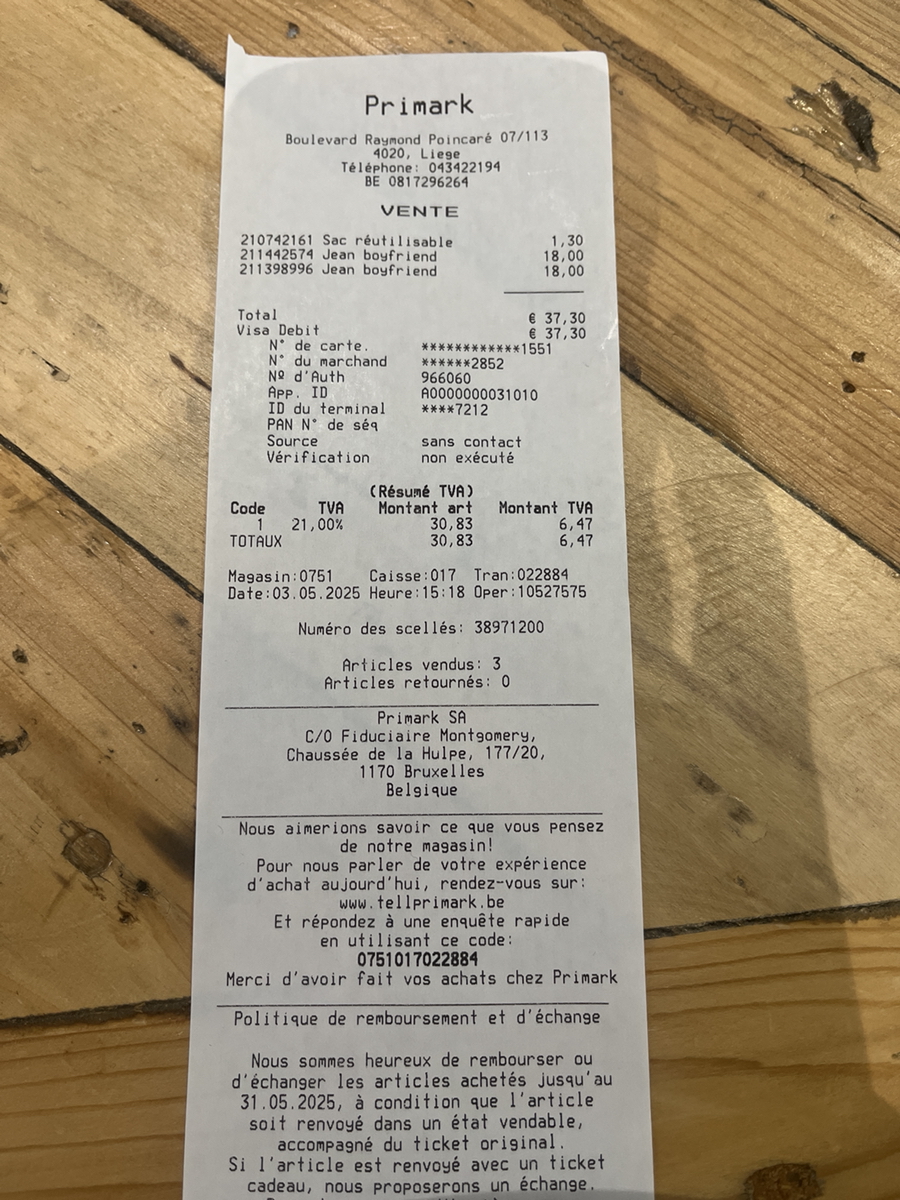 Primark
Boulevard Raymond Poincaré 07/113
4020, Liege
Téléphone: 043422194
BE 0817296264
VENTE
210742161 Sac réutilisable 1,30
211442574 Jean boyfriend 18,00
211398996 Jean boyfriend 18,00
Total € 37,30
Visa Debit € 37,30
N° de carte. ************1551
N° du marchand ******2852
Nº d'Auth 966060
App. ID A0000000031010
ID du terminal ****7212
PAN N° de séq
Source sans contact
Vérification non exécuté
(Résumé TVA)
Code TVA Montant art Montant TVA
1 21,00% 30,83 6,47
TOTAUX 30,83 6,47
Magasin:0751 Caisse:017 Tran:022884
Date:03.05.2025 Heure:15:18 Oper:10527575
Numéro des scellés: 38971200
Articles vendus: 3
Articles retournés: 0
Primark SA
C/O Fiduciaire Montgomery,
Chaussée de la Hulpe, 177/20,
1170 Bruxelles
Belgique
Nous aimerions savoir ce que vous pensez
de notre magasin!
Pour nous parler de votre expérience
d'achat aujourd'hui, rendez-vous sur:
www.tellprimark.be
Et répondez à une enquête rapide
en utilisant ce code:
0751017022884
Merci d'avoir fait vos achats chez Primark
Politique de remboursement et d'échange
Nous sommes heureux de rembourser ou
d'échanger les articles achetés jusqu'au
31.05.2025, à condition que l'article
soit renvoyé dans un état vendable,
accompagné du ticket original.
Si l'article est renvoyé avec un ticket
cadeau, nous proposerons un échange.